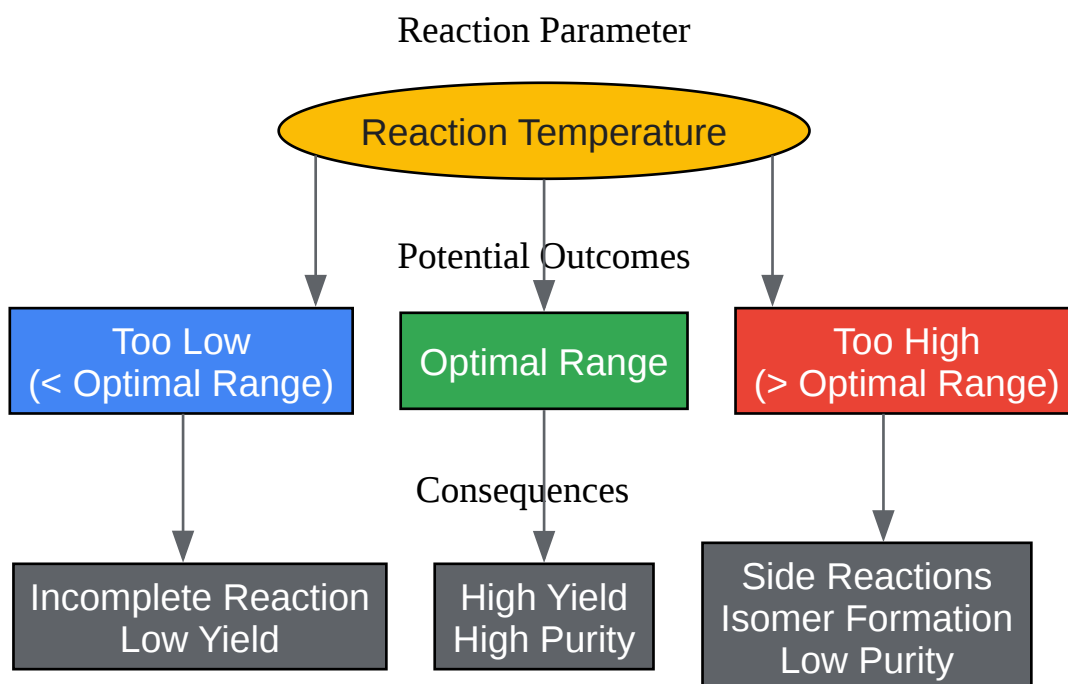 Reaction Parameter
Reaction Temperature
Potential Outcomes
Too Low
(< Optimal Range)
Optimal Range
Too High
(> Optimal Range)
Consequences
Incomplete Reaction
Low Yield
High Yield
High Purity
Side Reactions
Isomer Formation
Low Purity